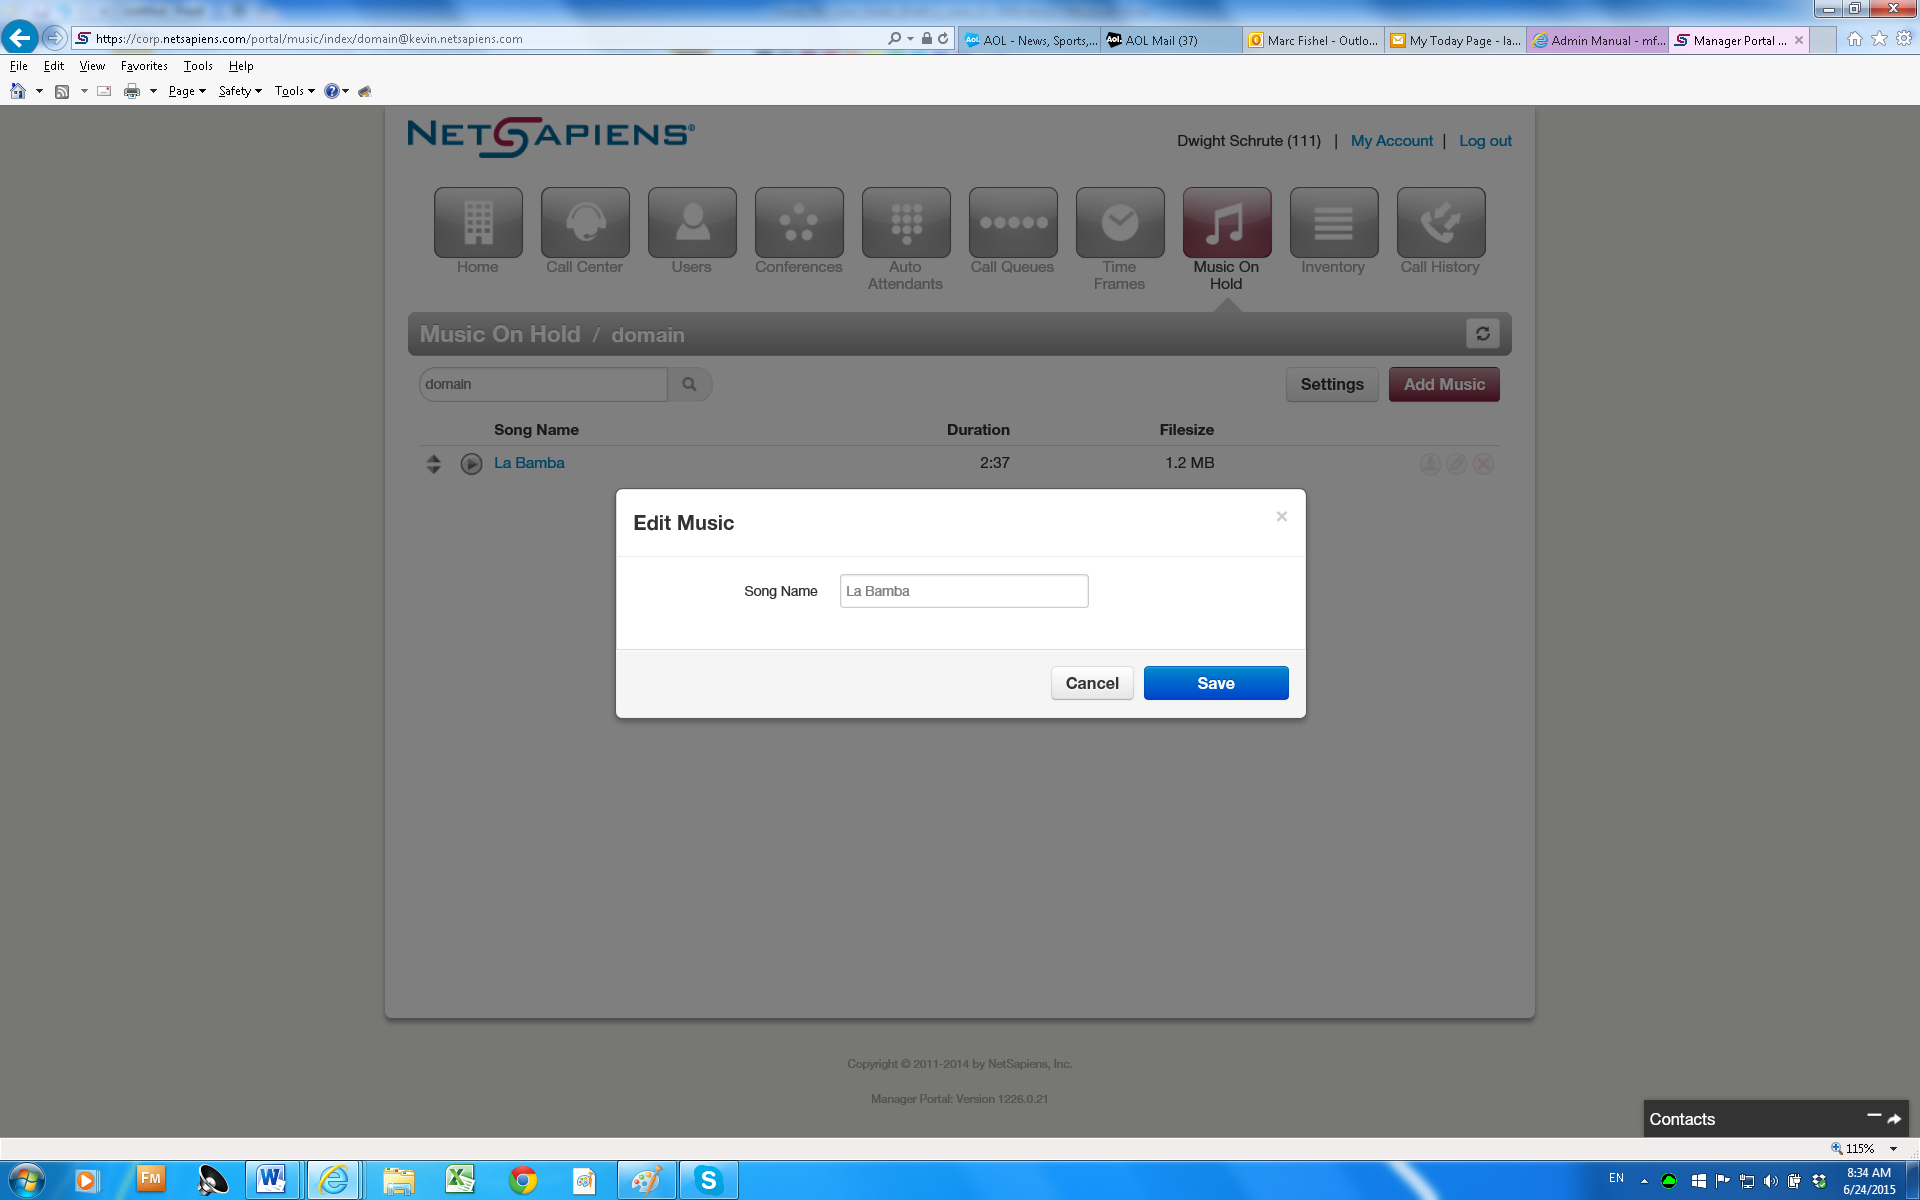 https://corp.netsapiens.com/portal/music/index/domain@kevin.netsapiens.com
AOL - News, Sports,...
AOL Mail (37)
Marc Fishel - Outlo...
My Today Page - la...
Admin Manual - mf...
Manager Portal ...
File Edit View Favorites Tools Help
Page Safety Tools
NETSAPIENS®
Dwight Schrute (111) | My Account | Log out
Home
Call Center
Users
Conferences
Auto Attendants
Call Queues
Time Frames
Music On Hold
Inventory
Call History
Music On Hold / domain
domain
Settings
Add Music
Song Name Duration Filesize
La Bamba 2:37 1.2 MB
Edit Music
Song Name La Bamba
Cancel Save
Copyright © 2011-2014 by NetSapiens, Inc.
Manager Portal: Version 1226.0.21
Contacts
115%
FM
EN
8:34 AM
6/24/2015